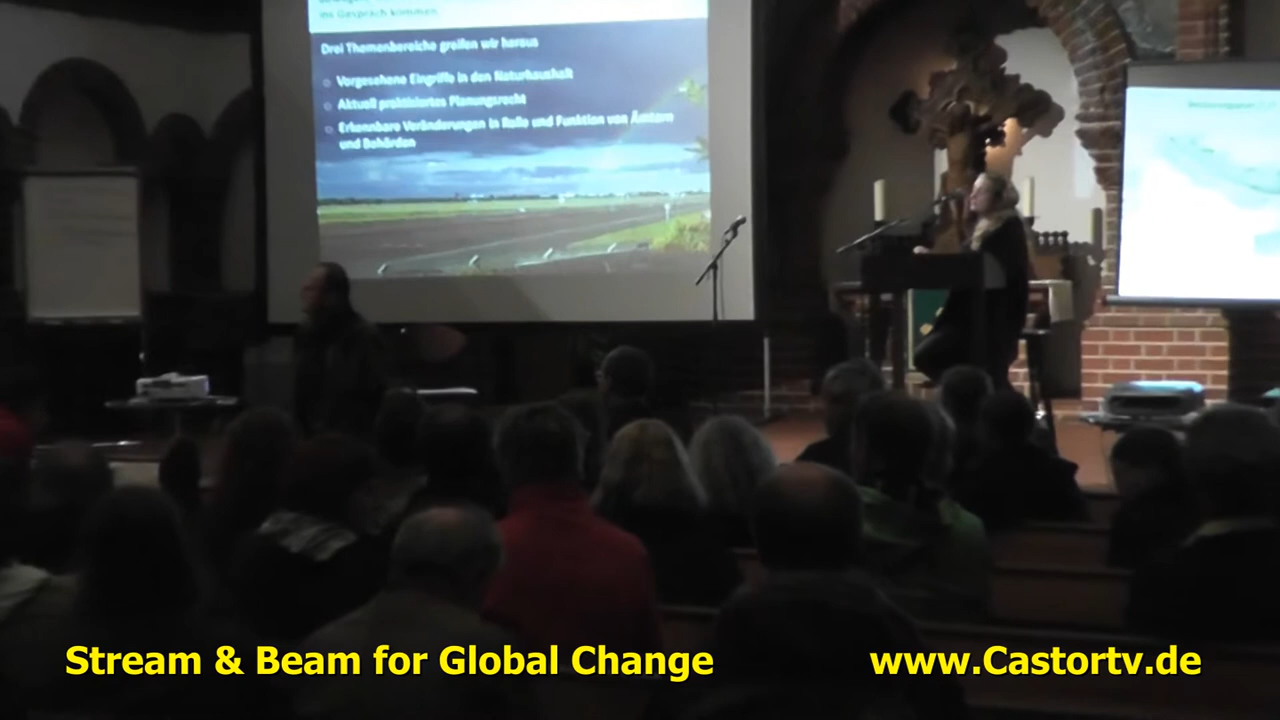 ins Gespräch kommen.
Drei Themenbereiche greifen wir heraus
Vorgesehene Eingriffe in den Naturhaushalt
Aktuell praktiziertes Planungsrecht
Erkennbare Veränderungen in Rolle und Funktion von Ämtern
und Behörden
Stream & Beam for Global Change
www.Castortv.de